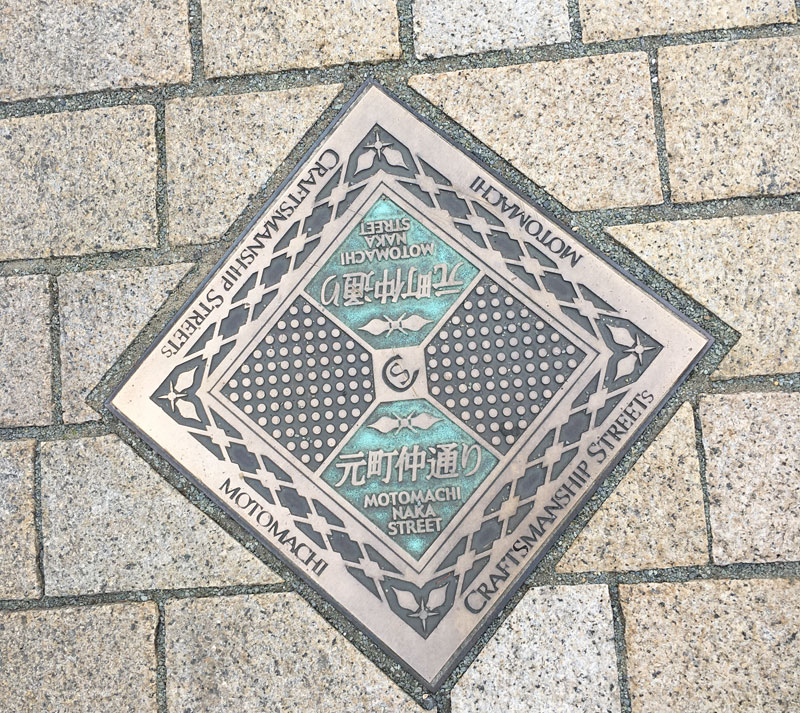 CRAFTSMANSHIP STREETS
MOTOMACHI
元町仲通り
MOTOMACHI
NAKA
STREET
CS
元町仲通り
MOTOMACHI
NAKA
STREET
MOTOMACHI
CRAFTSMANSHIP STREETS